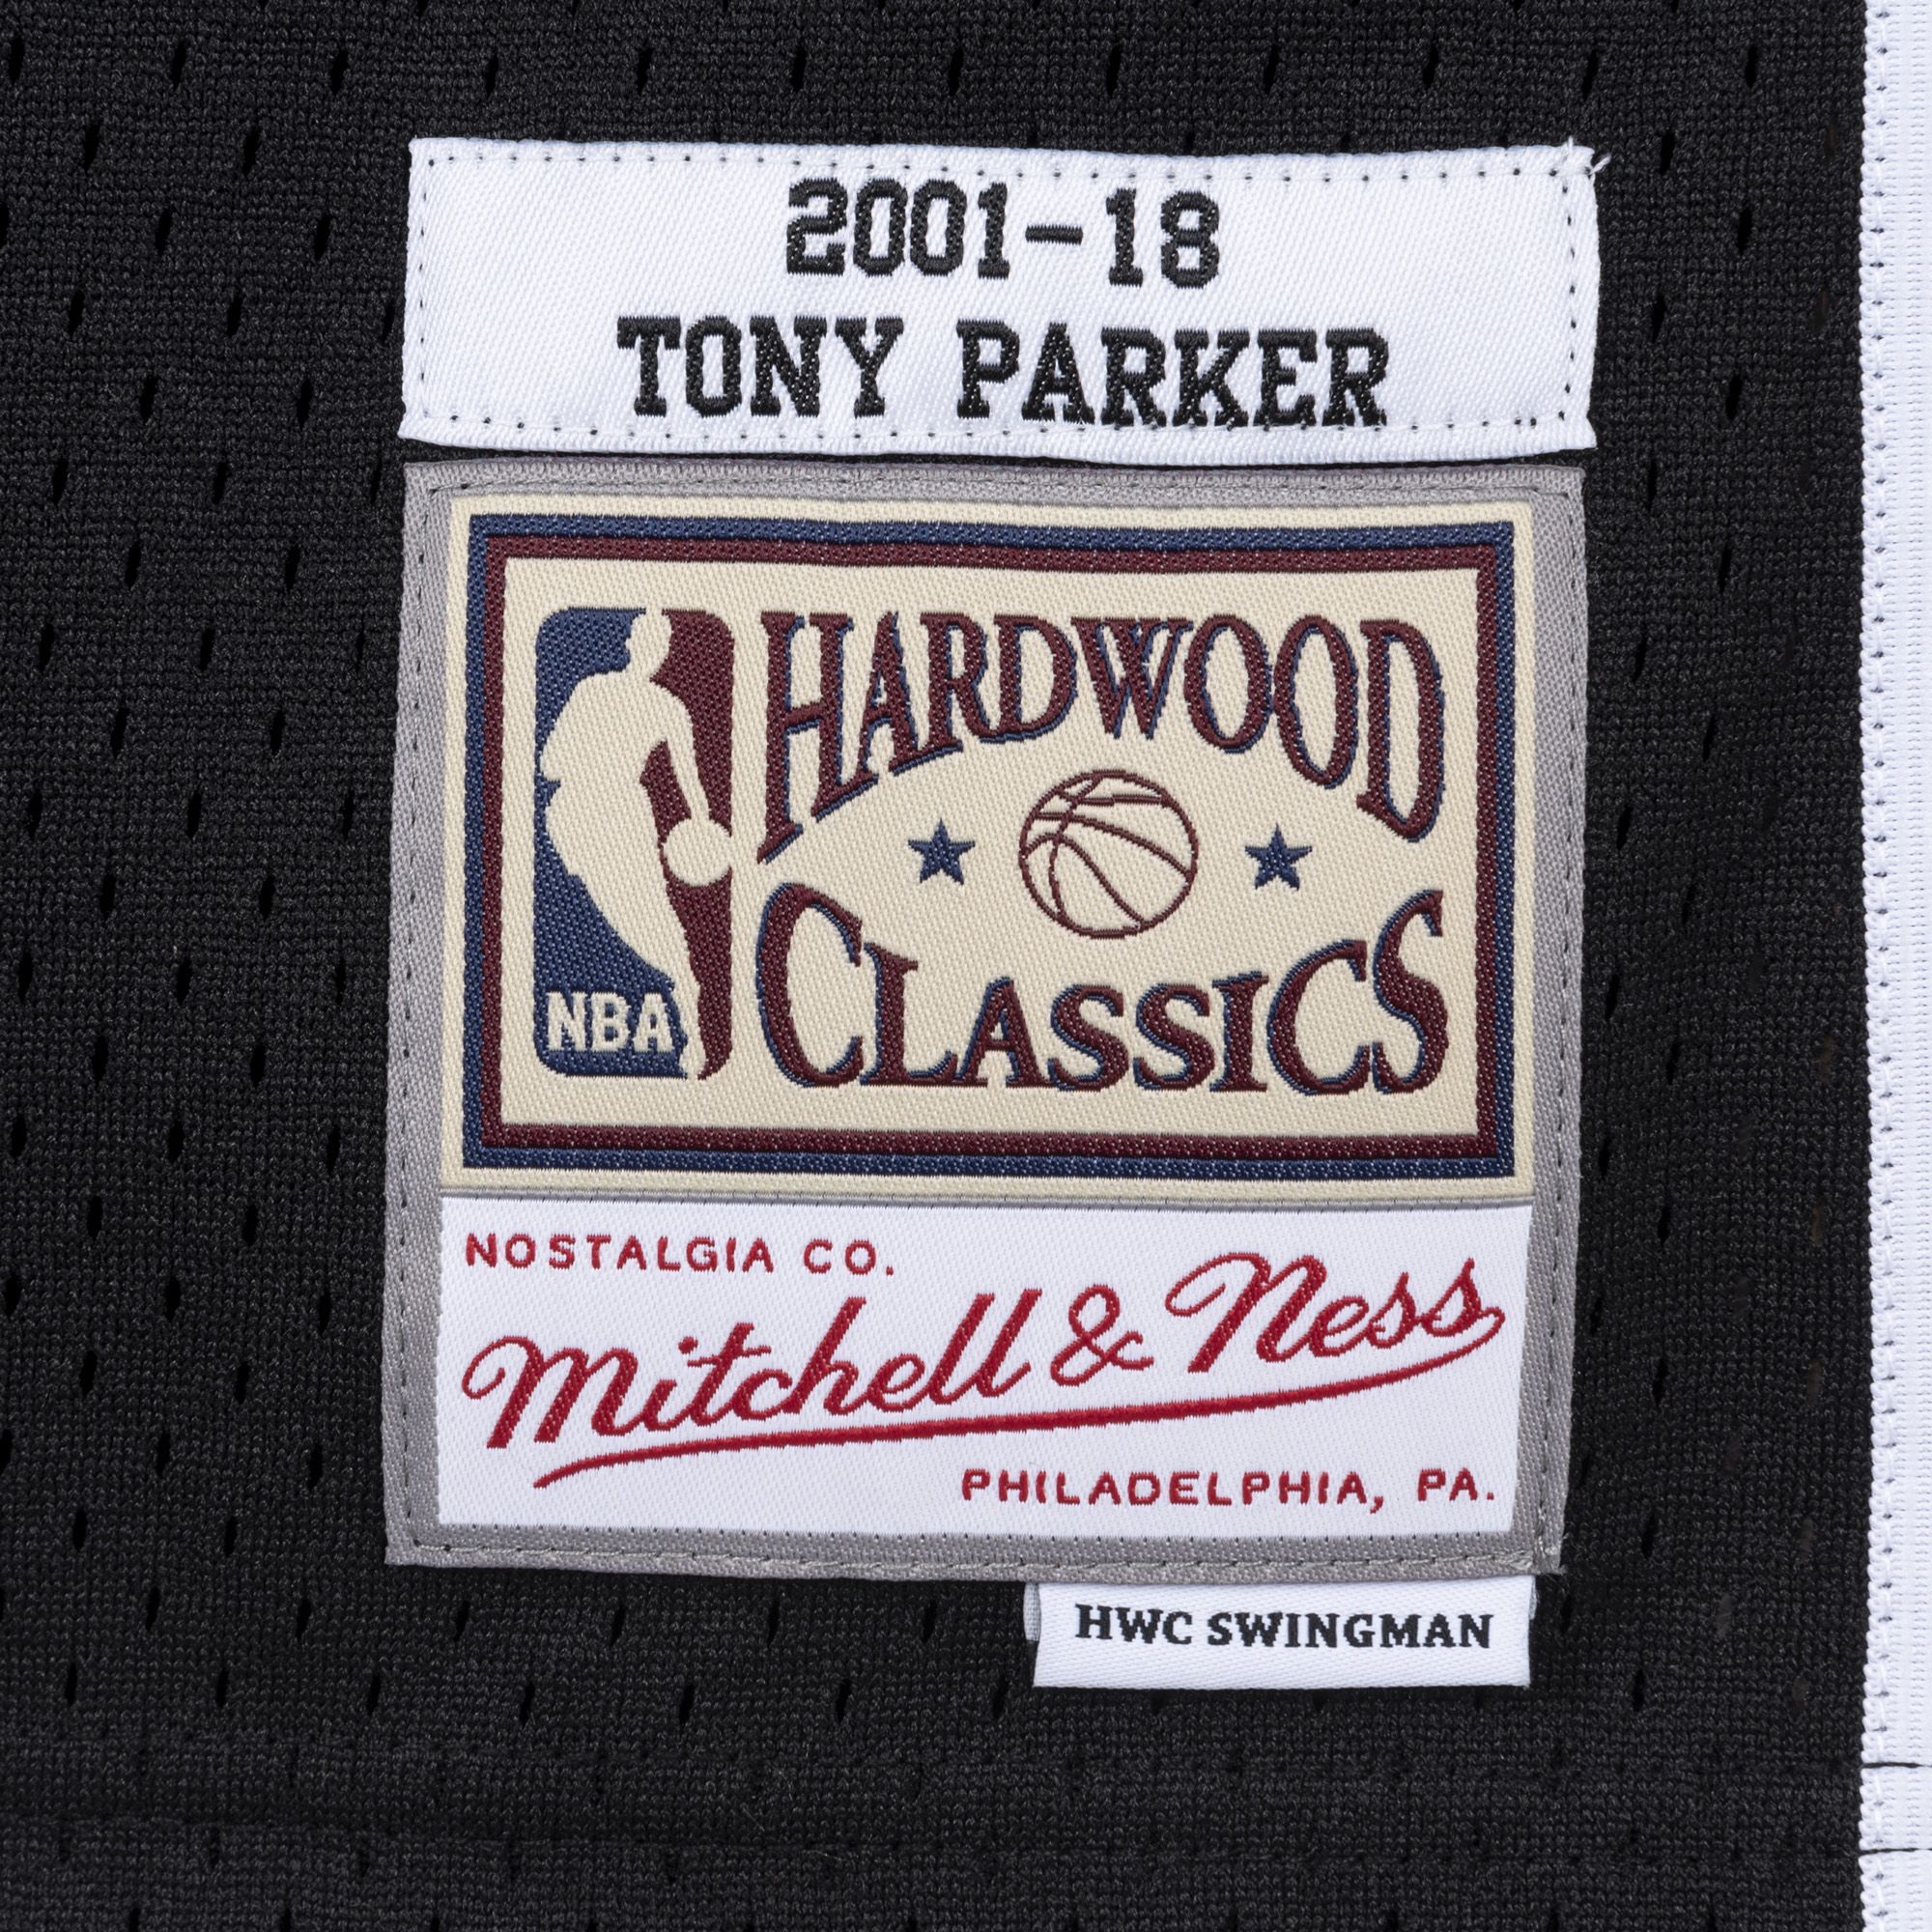 2001-18
TONY PARKER
HARDWOOD
CLASSICS
NBA
NOSTALGIA CO.
Mitchell & Ness
PHILADELPHIA, PA.
HWC SWINGMAN